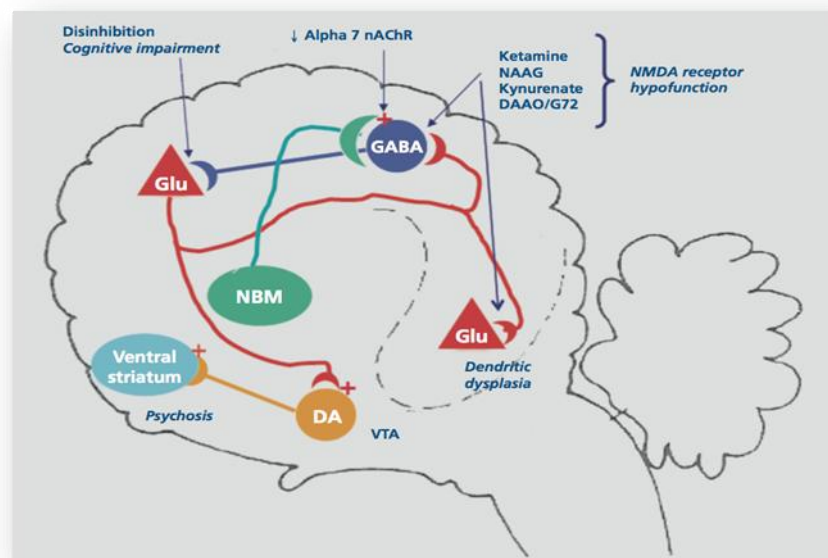 Disinhibition
Cognitive impairment
↓ Alpha 7 nAChR
Ketamine
NAAG
Kynurenate
DAAO/G72
NMDA receptor
hypofunction
+
GABA
Glu
NBM
Glu
Dendritic
dysplasia
Ventral
striatum
+
Psychosis
DA
+
VTA